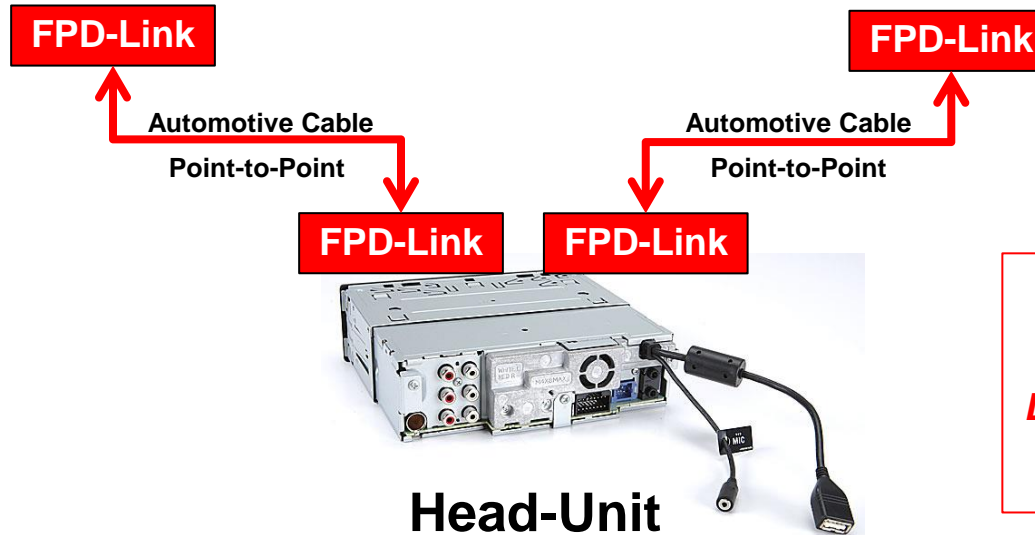 FPD-Link
FPD-Link
Automotive Cable
Point-to-Point
Automotive Cable
Point-to-Point
FPD-Link
FPD-Link
MIC
Head-Unit